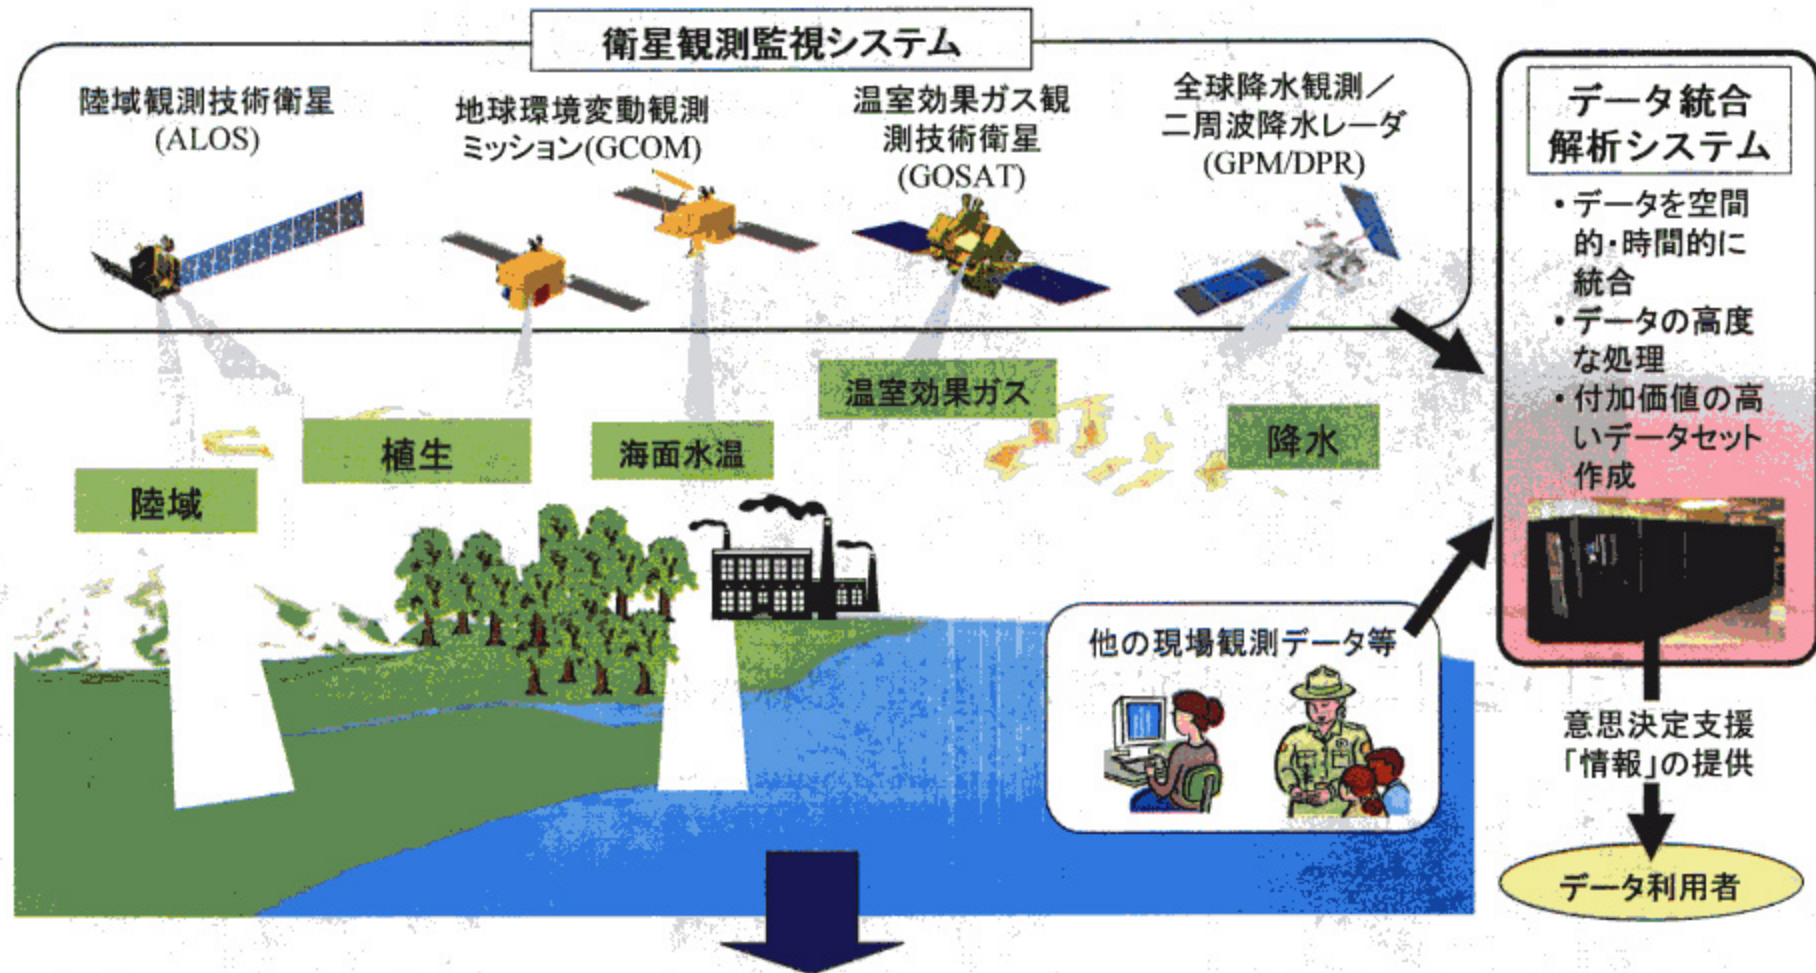 衛星観測監視システム
陸域観測技術衛星
(ALOS)
地球環境変動観測
ミッション(GCOM)
温室効果ガス観
測技術衛星
(GOSAT)
全球降水観測／
二周波降水レーダ
(GPM/DPR)
陸域
植生
海面水温
温室効果ガス
降水
他の現場観測データ等
データ統合
解析システム
・データを空間
的・時間的に
統合
・データの高度
な処理
・付加価値の高
いデータセット
作成
意思決定支援
「情報」の提供
データ利用者